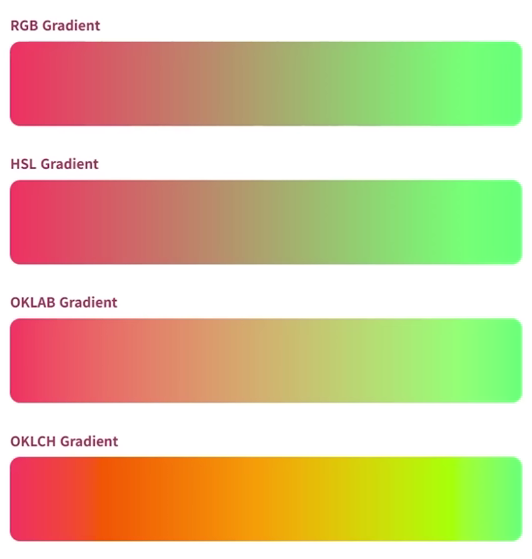 RGB Gradient
HSL Gradient
OKLAB Gradient
OKLCH Gradient